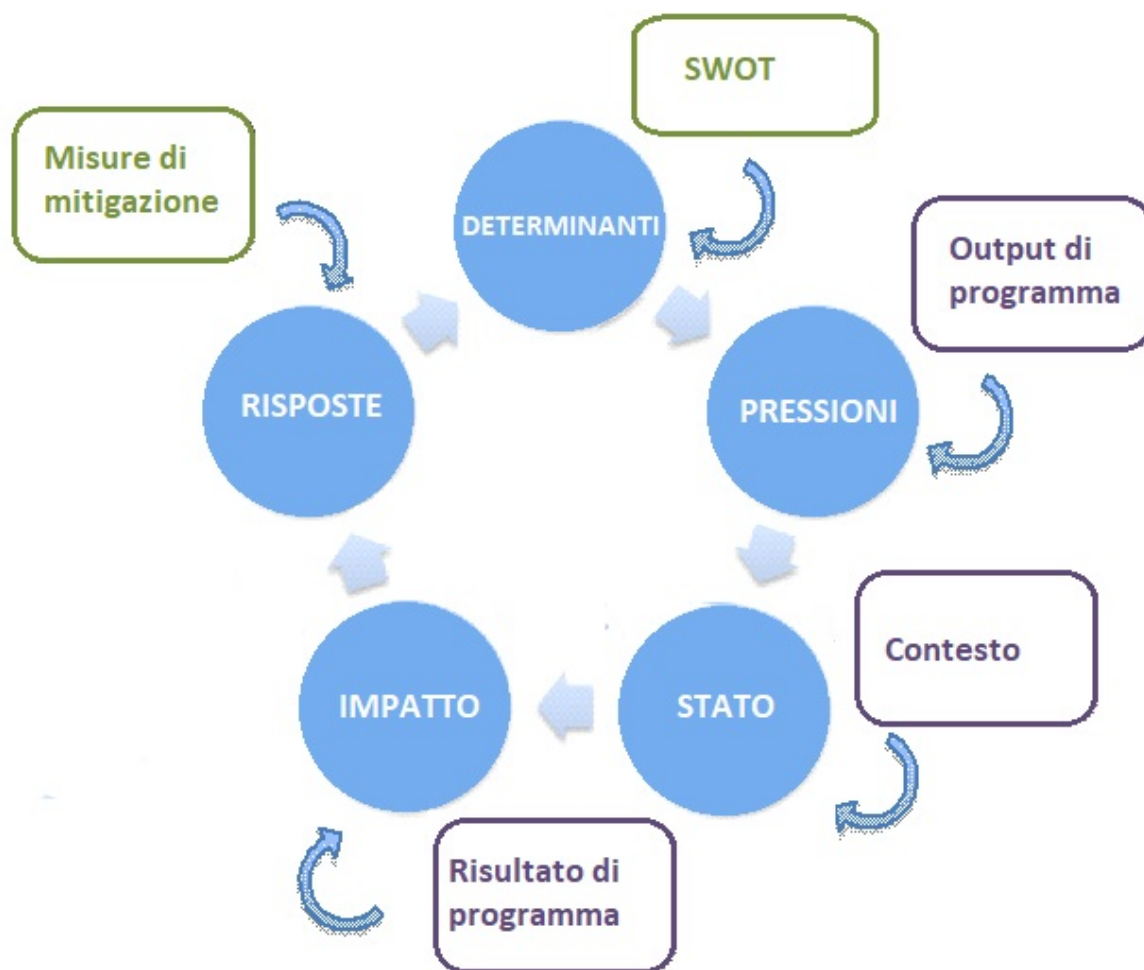 SWOT
Misure di
mitigazione
DETERMINANTI
Output di
programma
RISPOSTE
PRESSIONI
Contesto
IMPATTO
STATO
Risultato di
programma